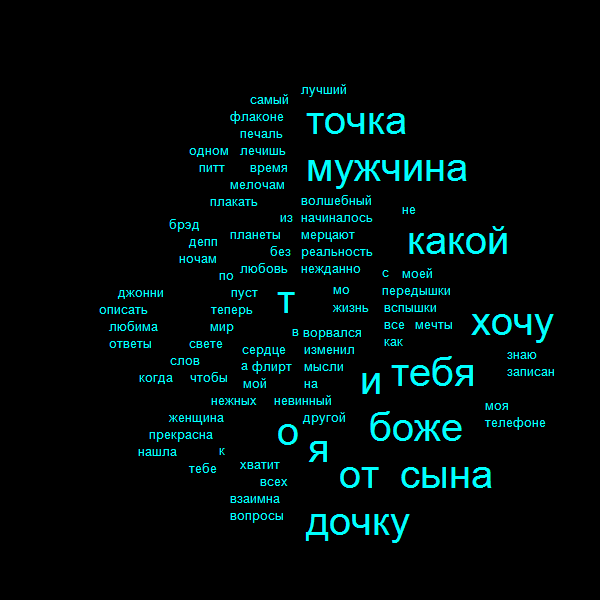 лучший
самый
флаконе точка
печаль
одном лечишь
питт время мужчина
мелочам
плакать волшебный
из начиналось не
брэд планеты мерцают какой
депп без реальность
ночам любовь нежданно
по с моей
джонни пуст т мо передышки
описать теперь жизнь вспышки хочу
любима мир в ворвался все мечты
ответы свете сердце изменил как
слов а флирт мысли знаю
когда чтобы мой на и тебя записан
нежных невинный моя
женщина другой боже телефоне
прекрасна о
нашла к я
тебе хватит от сына
всех
взаимна
вопросы дочку